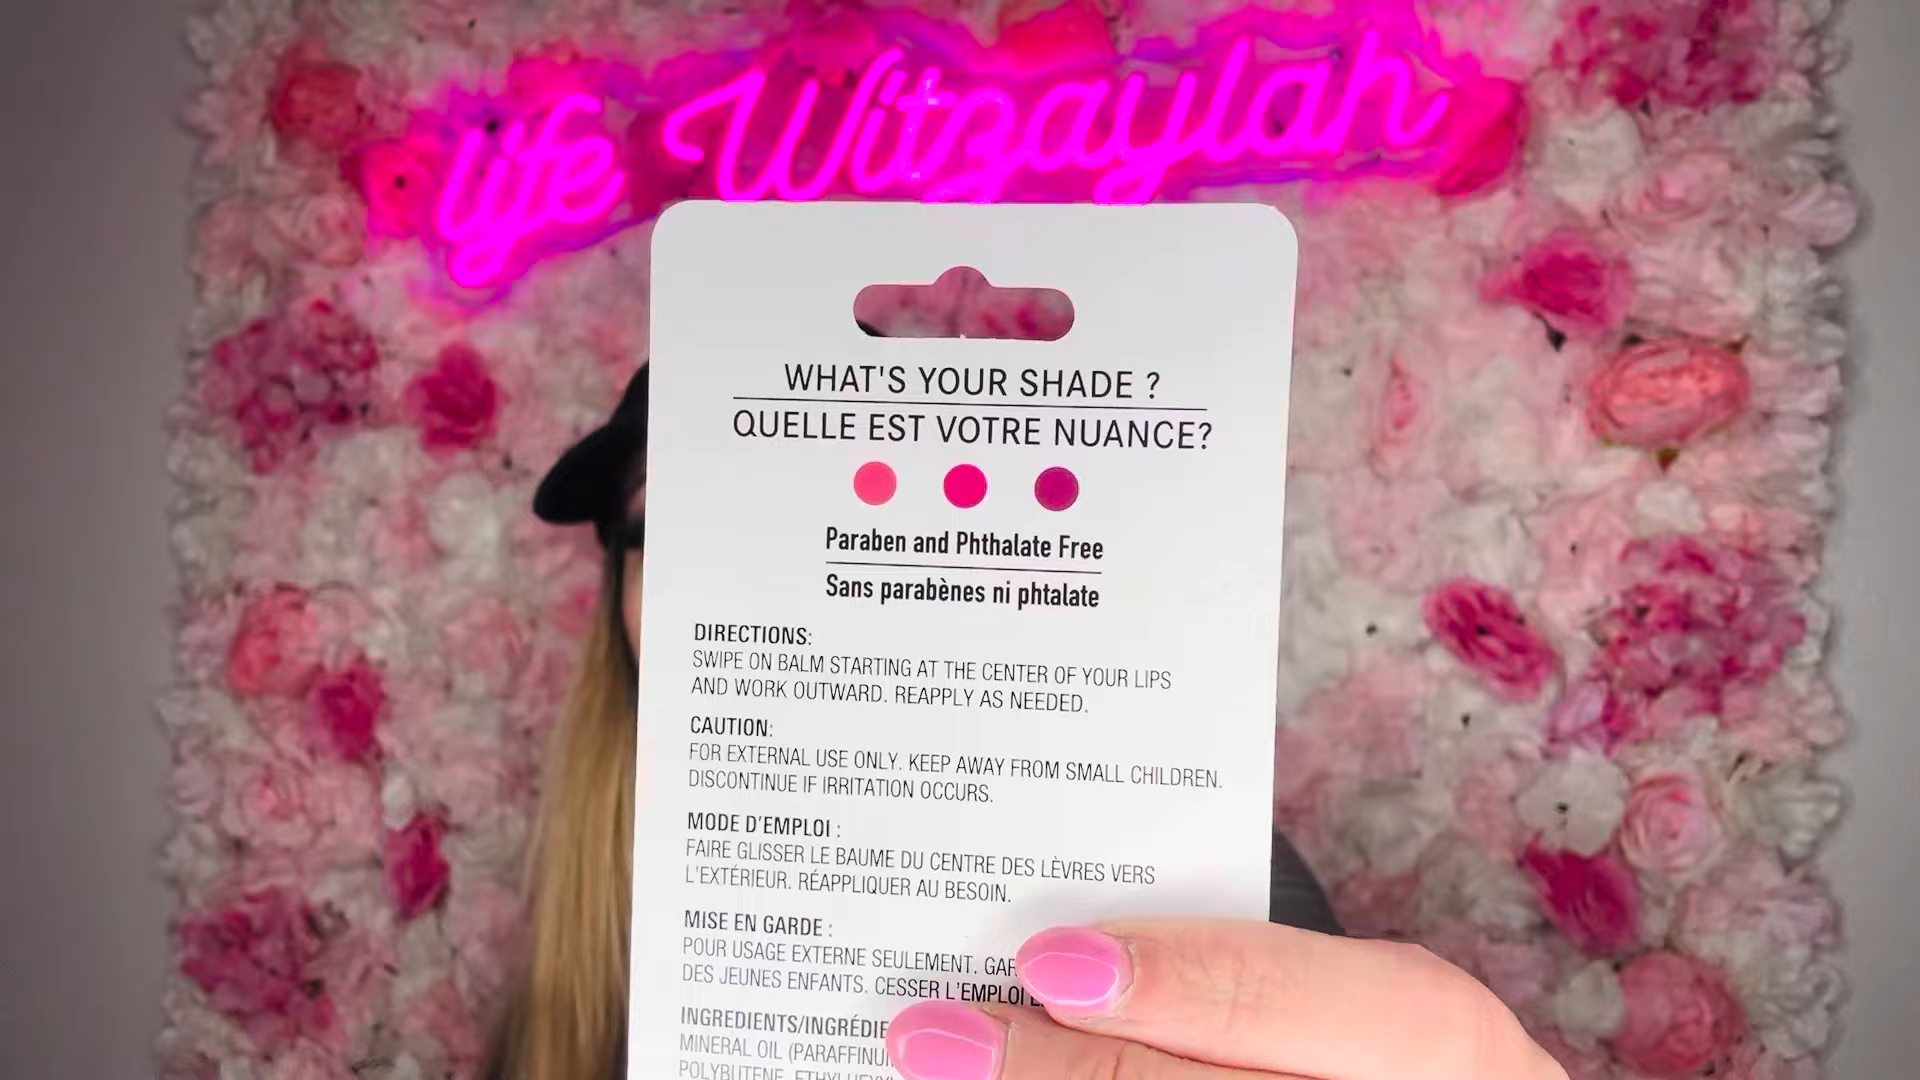 life Witzaylah
WHAT'S YOUR SHADE ?
QUELLE EST VOTRE NUANCE?
Paraben and Phthalate Free
Sans parabènes ni phtalate
DIRECTIONS:
SWIPE ON BALM STARTING AT THE CENTER OF YOUR LIPS
AND WORK OUTWARD. REAPPLY AS NEEDED.
CAUTION:
FOR EXTERNAL USE ONLY. KEEP AWAY FROM SMALL CHILDREN.
DISCONTINUE IF IRRITATION OCCURS.
MODE D'EMPLOI :
FAIRE GLISSER LE BAUME DU CENTRE DES LÈVRES VERS
L'EXTÉRIEUR. RÉAPPLIQUER AU BESOIN.
MISE EN GARDE :
POUR USAGE EXTERNE SEULEMENT.
DES JEUNES ENFANTS. CESSER L'EMPLOI
INGREDIENTS/
MINERAL OIL